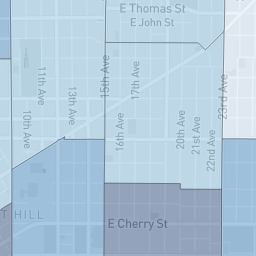 E Thomas St
E John St
11th Ave
15th Ave
17th Ave
13th Ave
10th Ave
23rd Ave
16th Ave
20th Ave
21st Ave
22nd Ave
T HILL
E Cherry St